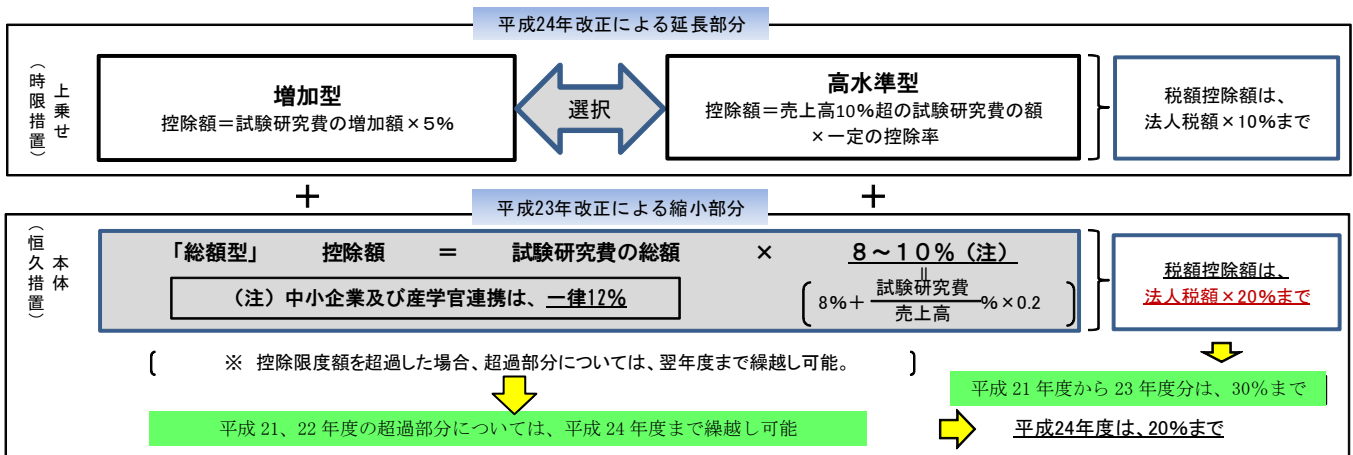 平成24年改正による延長部分
上乗せ
（時限措置）
増加型
控除額＝試験研究費の増加額×５％
選択
高水準型
控除額＝売上高10％超の試験研究費の額
×一定の控除率
税額控除額は、
法人税額×10％まで
＋
＋
平成23年改正による縮小部分
本体
（恒久措置）
「総額型」 控除額 ＝ 試験研究費の総額 × ８～１０％（注）
||
（注）中小企業及び産学官連携は、一律12％
試験研究費
8％＋ ％×0.2
売上高
税額控除額は、
法人税額×20％まで
※ 控除限度額を超過した場合、超過部分については、翌年度まで繰越し可能。
平成 21 年度から 23 年度分は、30％まで
平成 21、22 年度の超過部分については、平成 24 年度まで繰越し可能
平成24年度は、20％まで